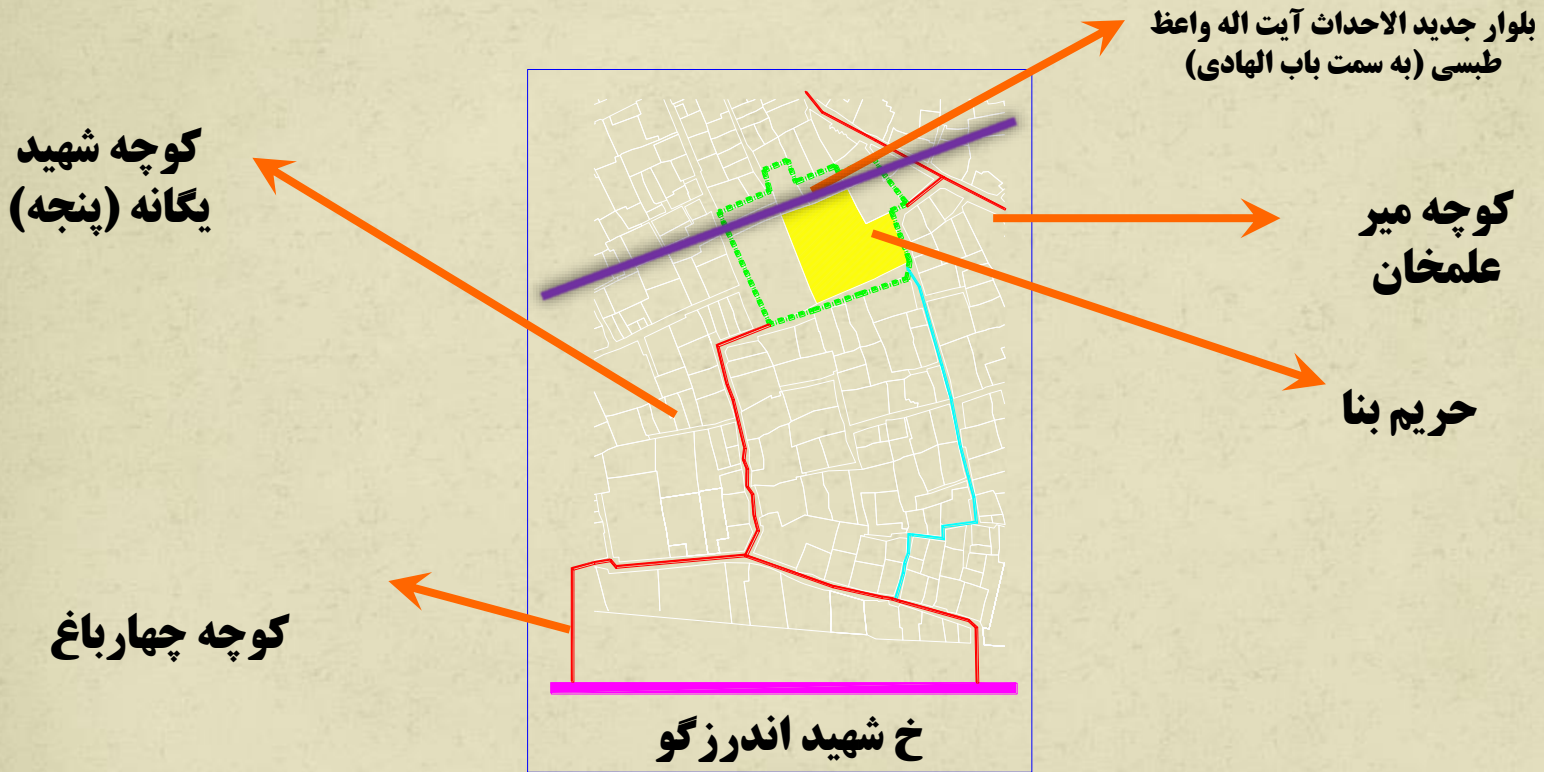 بلوار جدید الاحداث آیت اله واعظ
طبسی (به سمت باب الهادی)
کوچه شهید
یگانه (پنجه)
کوچه میر
علمخان
حریم بنا
کوچه چهارباغ
خ شهید اندرزگو